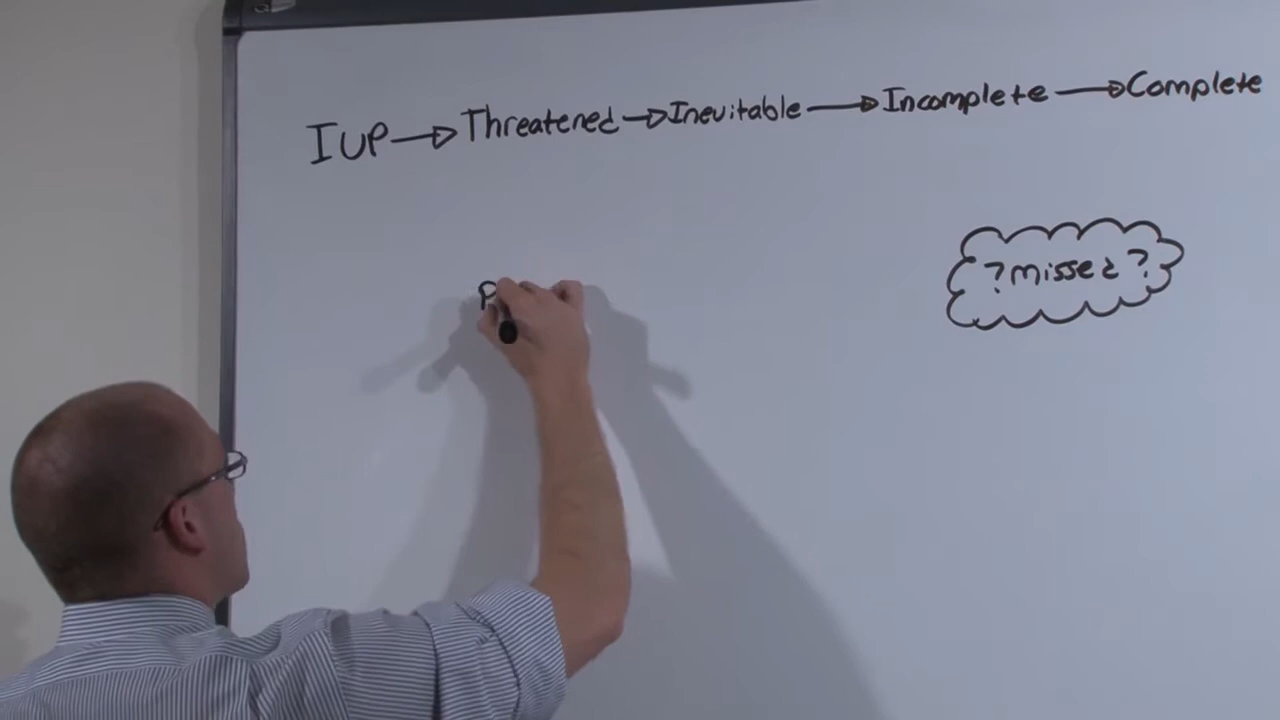 IUP → Threatened → Inevitable → Incomplete → Complete
? missed ?
P